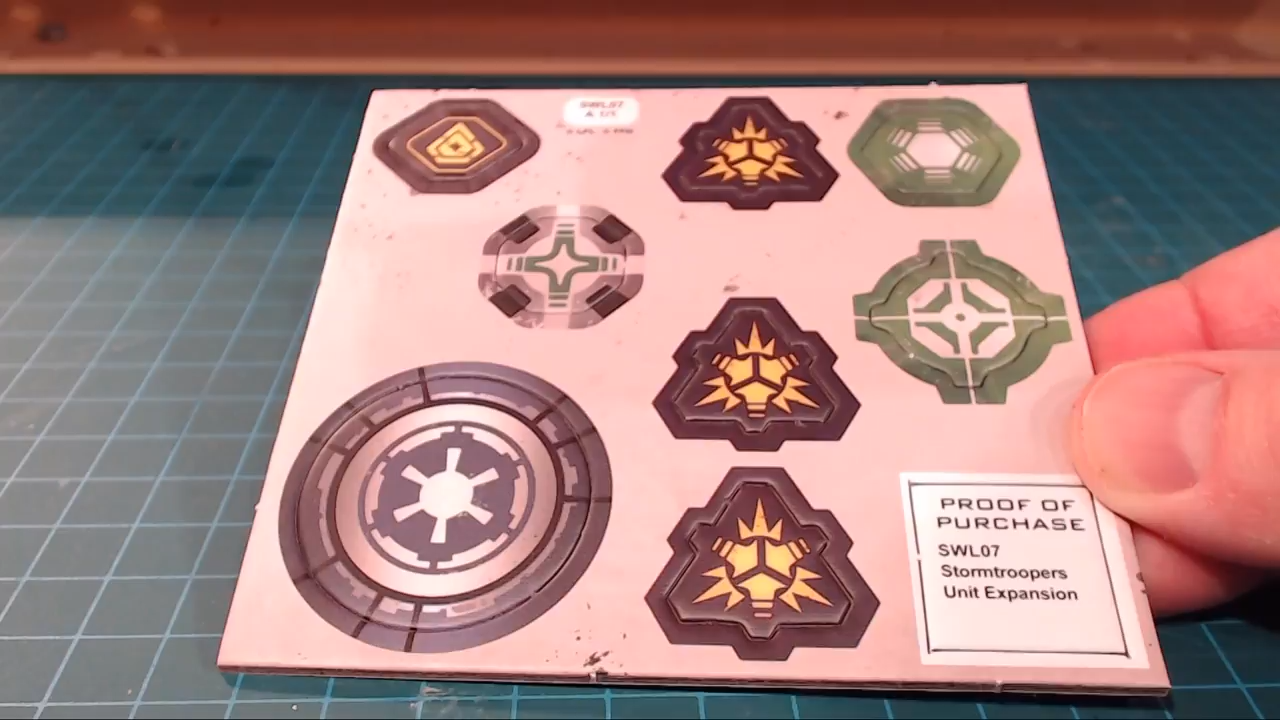 SWL07
PROOF OF
PURCHASE
SWL07
Stormtroopers
Unit Expansion